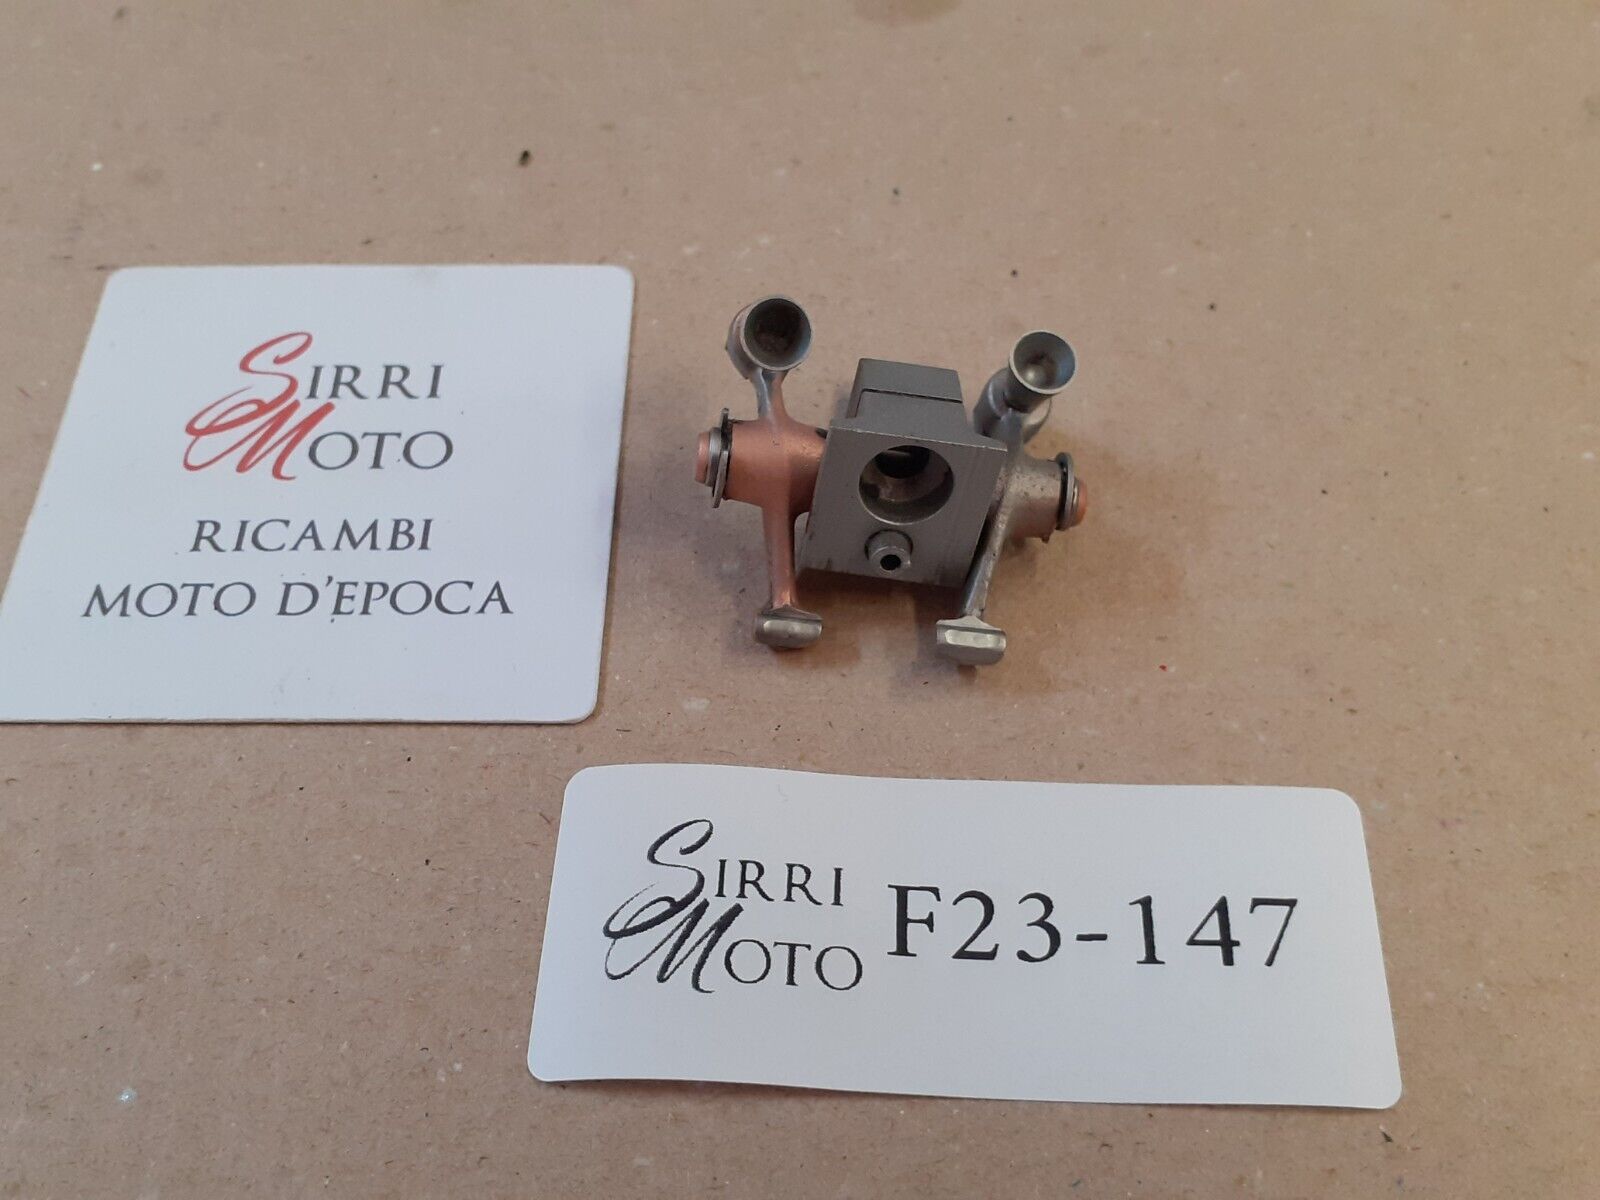 SIRRI
MOTO
RICAMBI
MOTO D'EPOCA
SIRRI
MOTO
F23-147